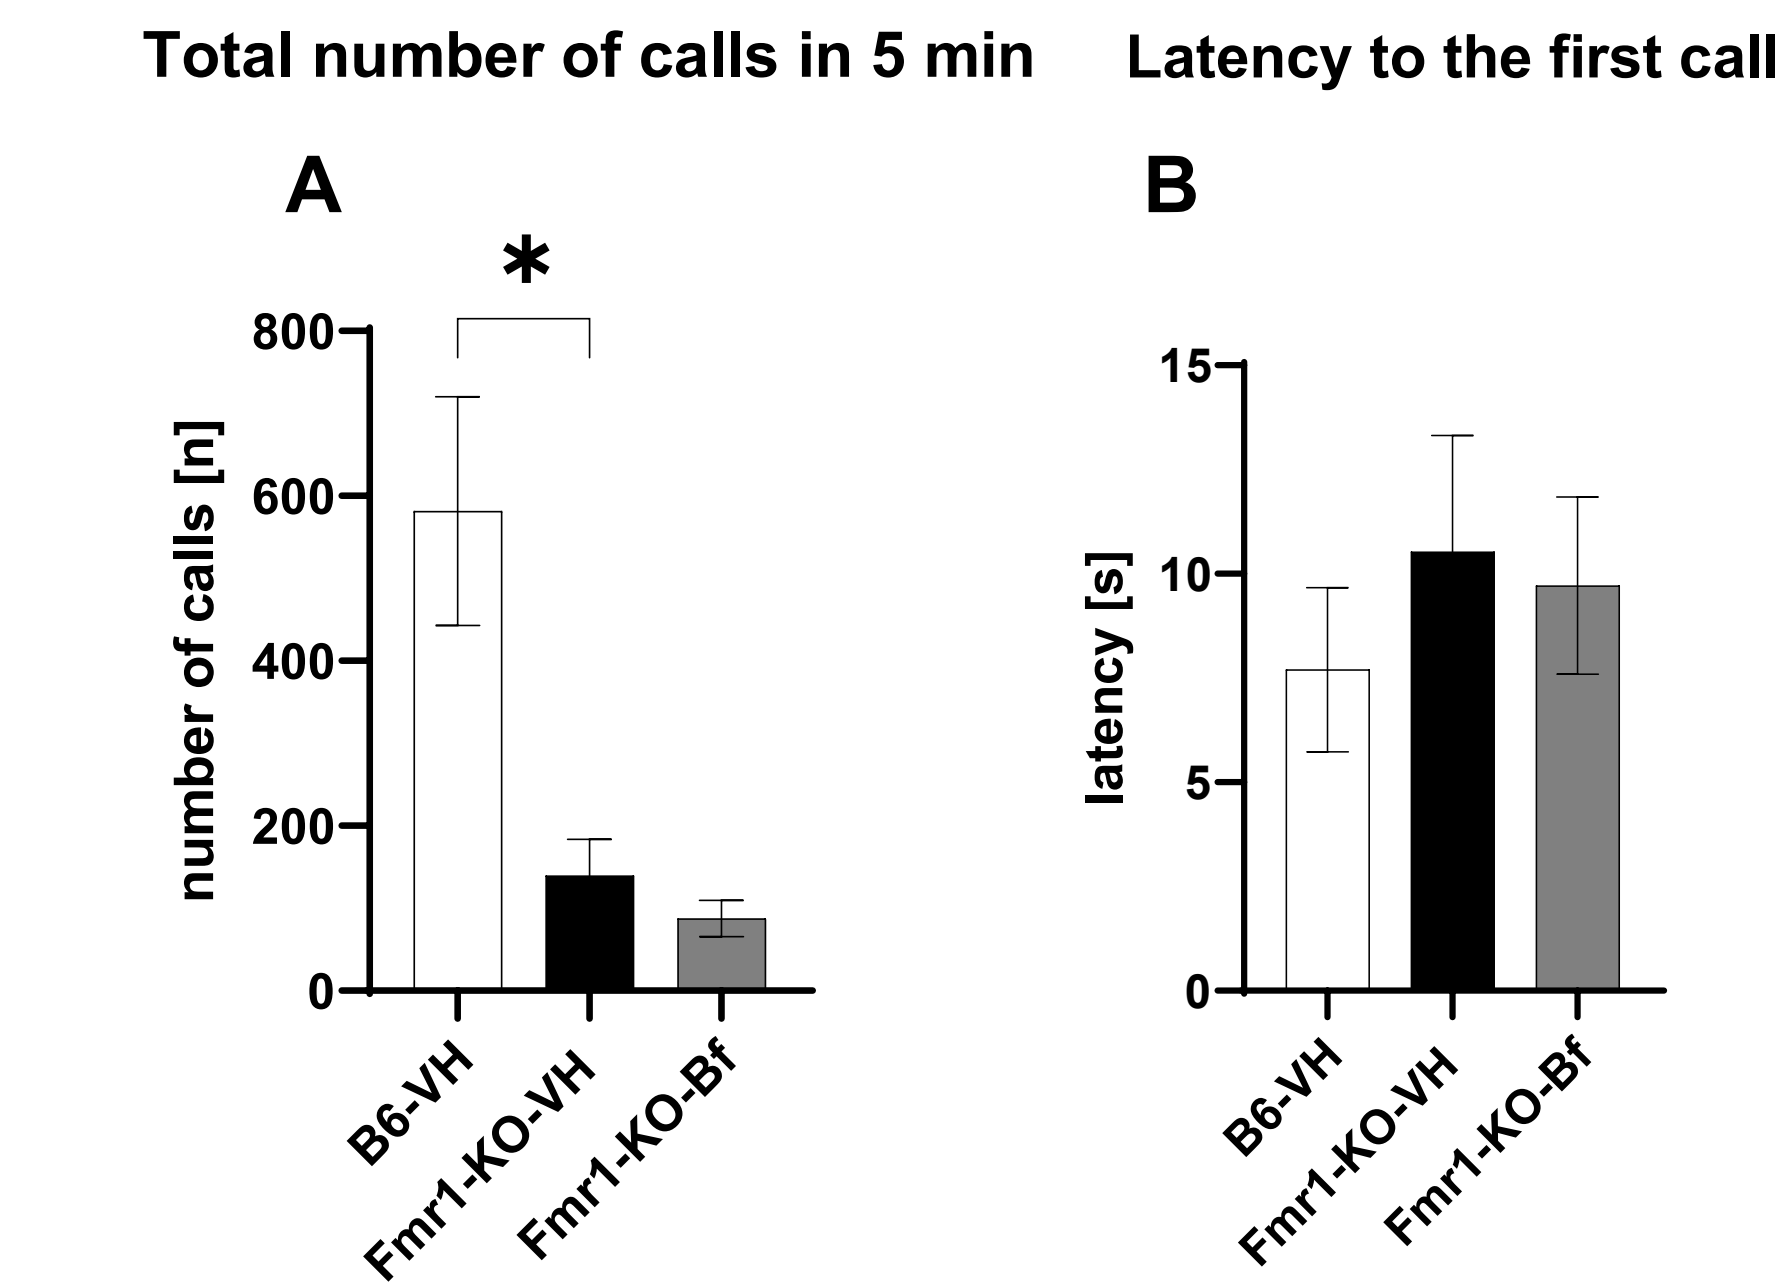 Total number of calls in 5 min
Latency to the first call
A
B
*
number of calls [n]
800
600
400
200
0
B6-VH
Fmr1-KO-VH
Fmr1-KO-Bf
latency [s]
15
10
5
0
B6-VH
Fmr1-KO-VH
Fmr1-KO-Bf